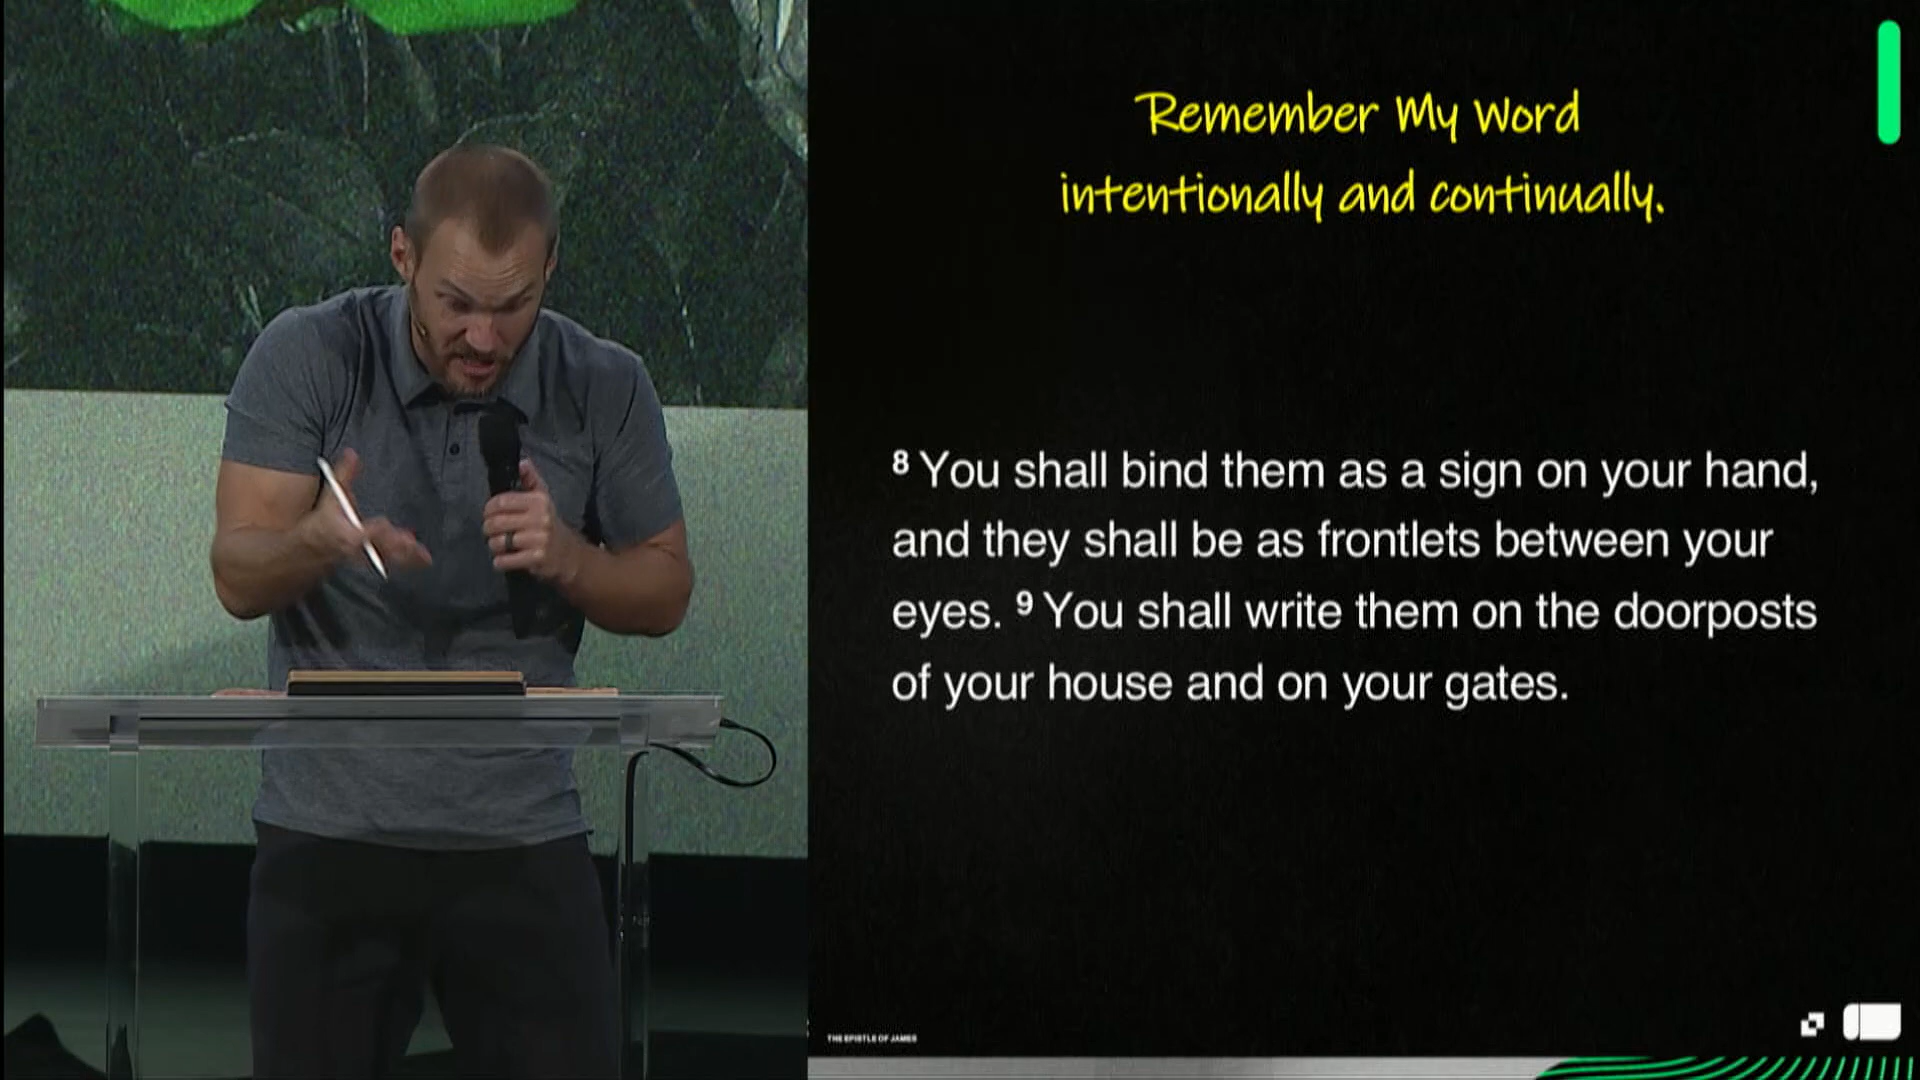 Remember My Word
intentionally and continually.
8 You shall bind them as a sign on your hand,
and they shall be as frontlets between your
eyes. 9 You shall write them on the doorposts
of your house and on your gates.
THE EPISTLE OF JAMES